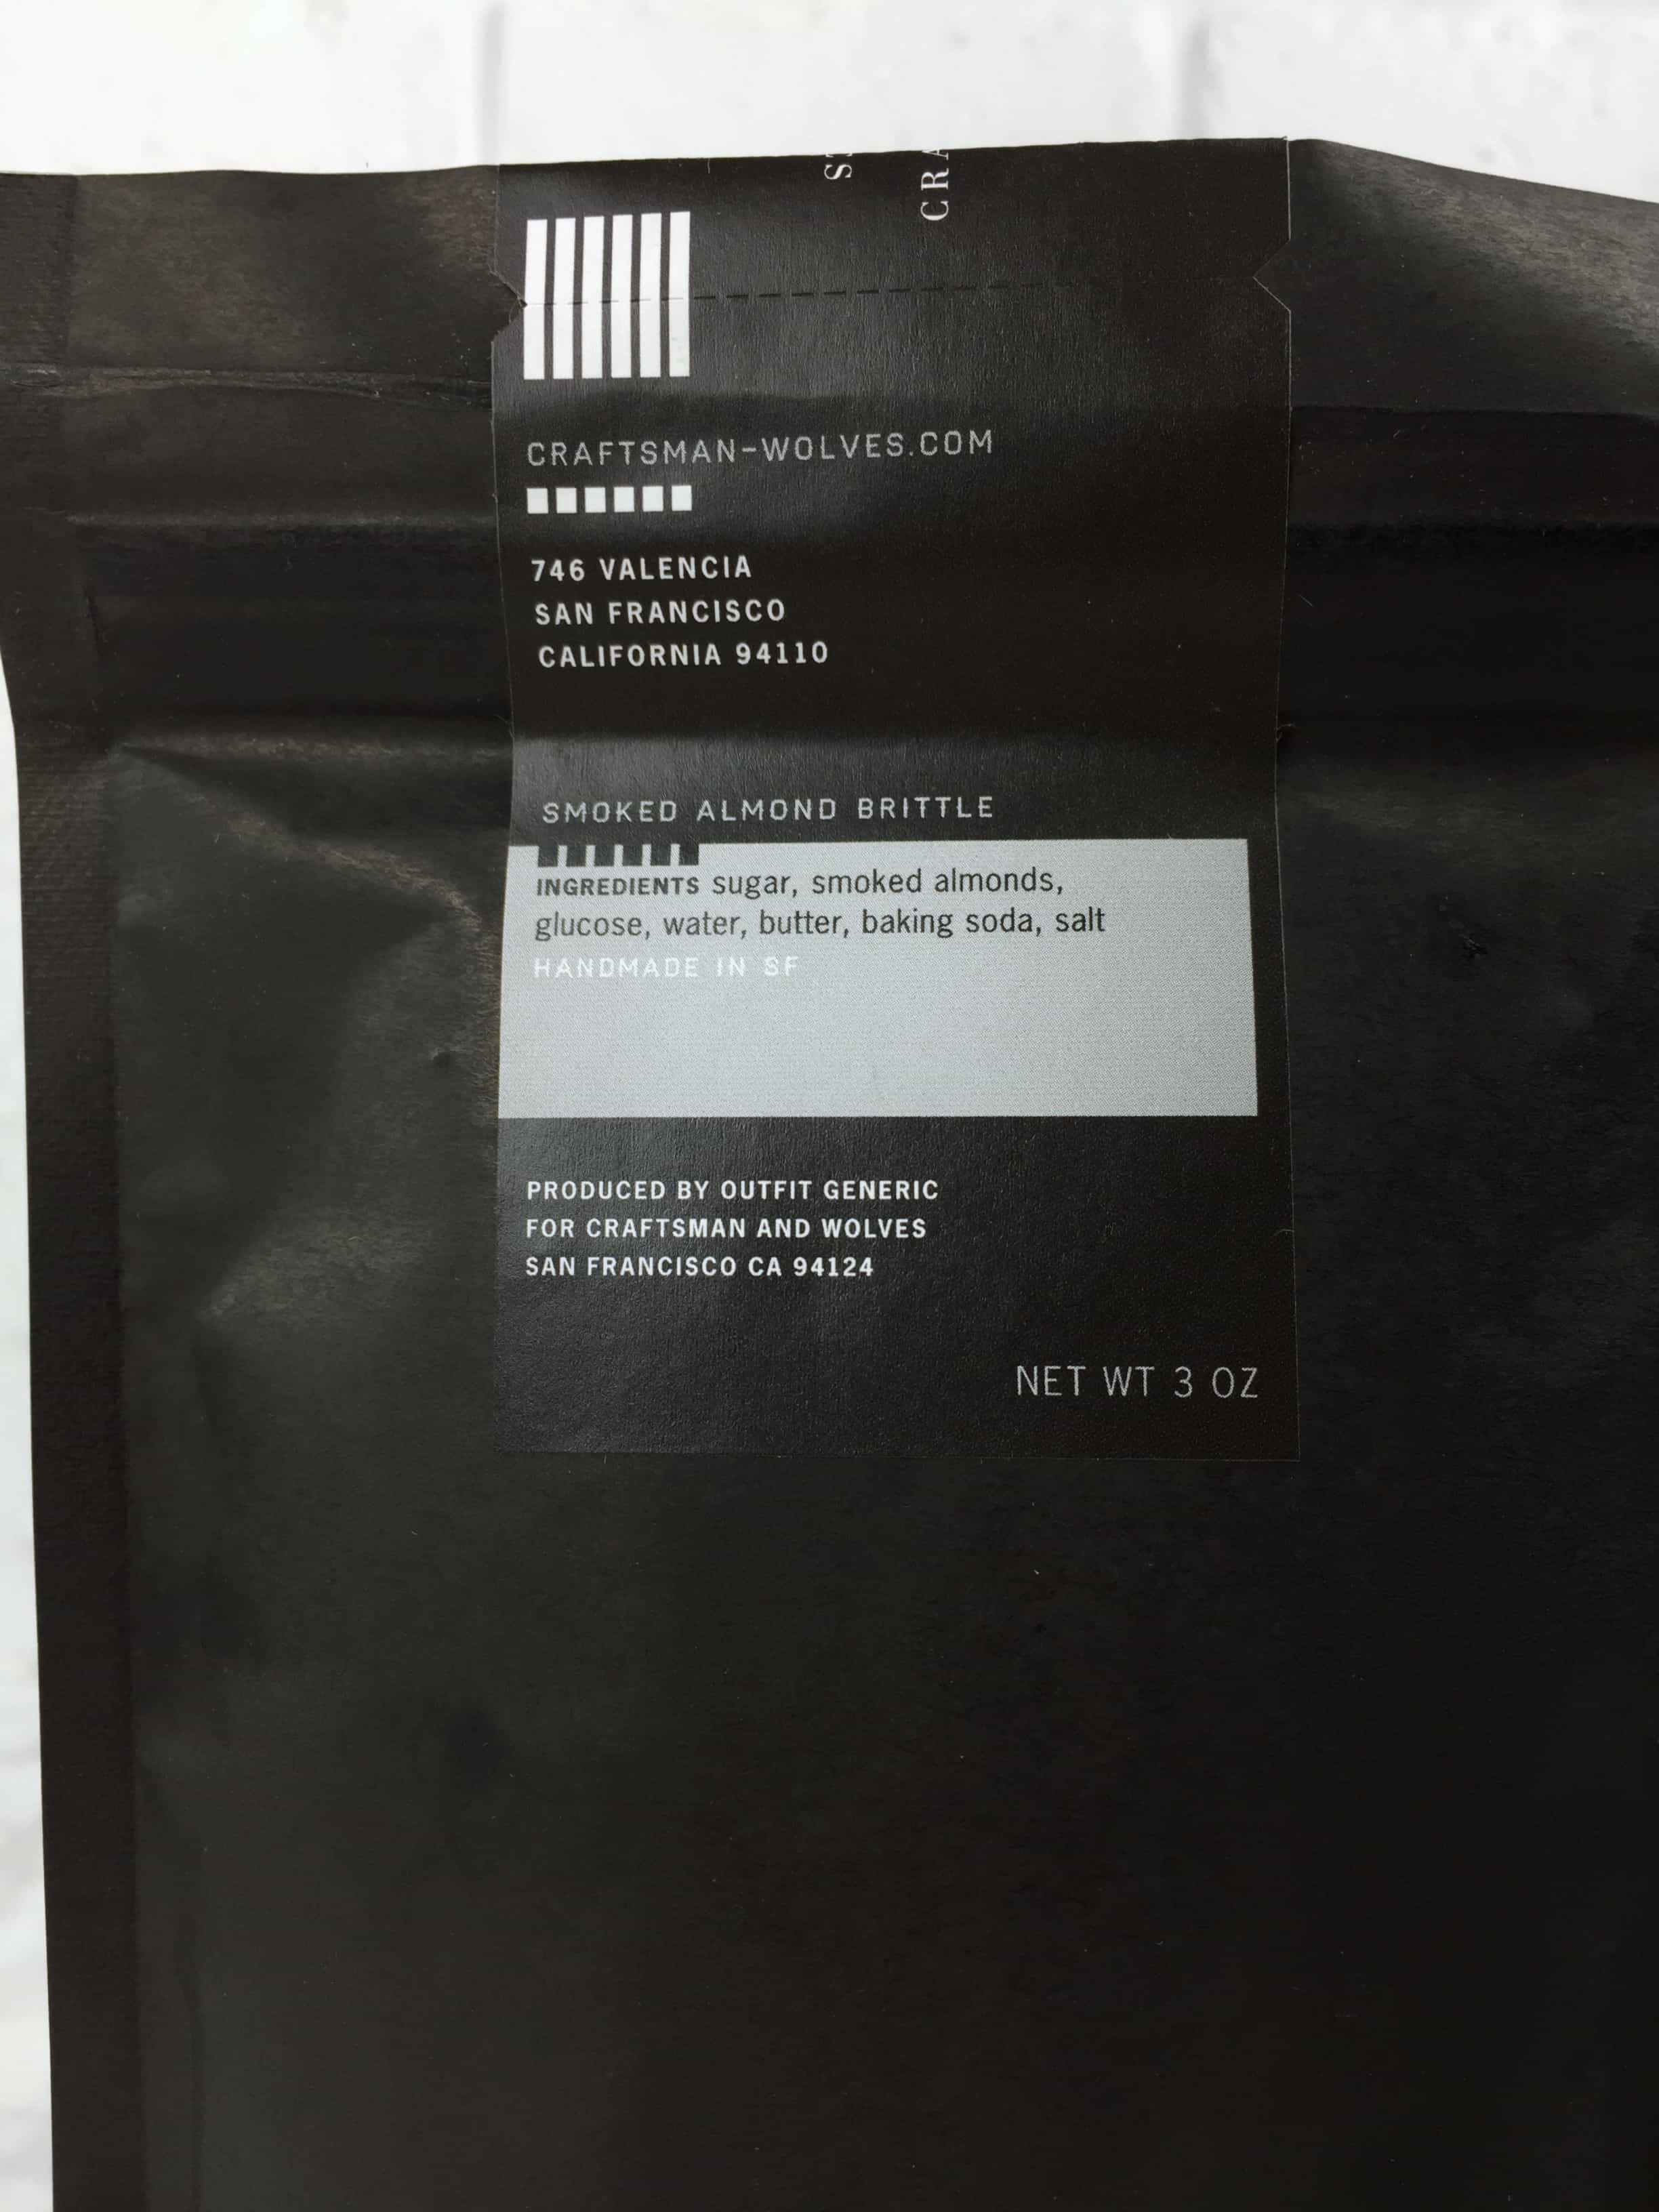 CRAFTSMAN-WOLVES.COM
746 VALENCIA
SAN FRANCISCO
CALIFORNIA 94110
SMOKED ALMOND BRITTLE
INGREDIENTS sugar, smoked almonds,
glucose, water, butter, baking soda, salt
HANDMADE IN SF
PRODUCED BY OUTFIT GENERIC
FOR CRAFTSMAN AND WOLVES
SAN FRANCISCO CA 94124
NET WT 3 OZ